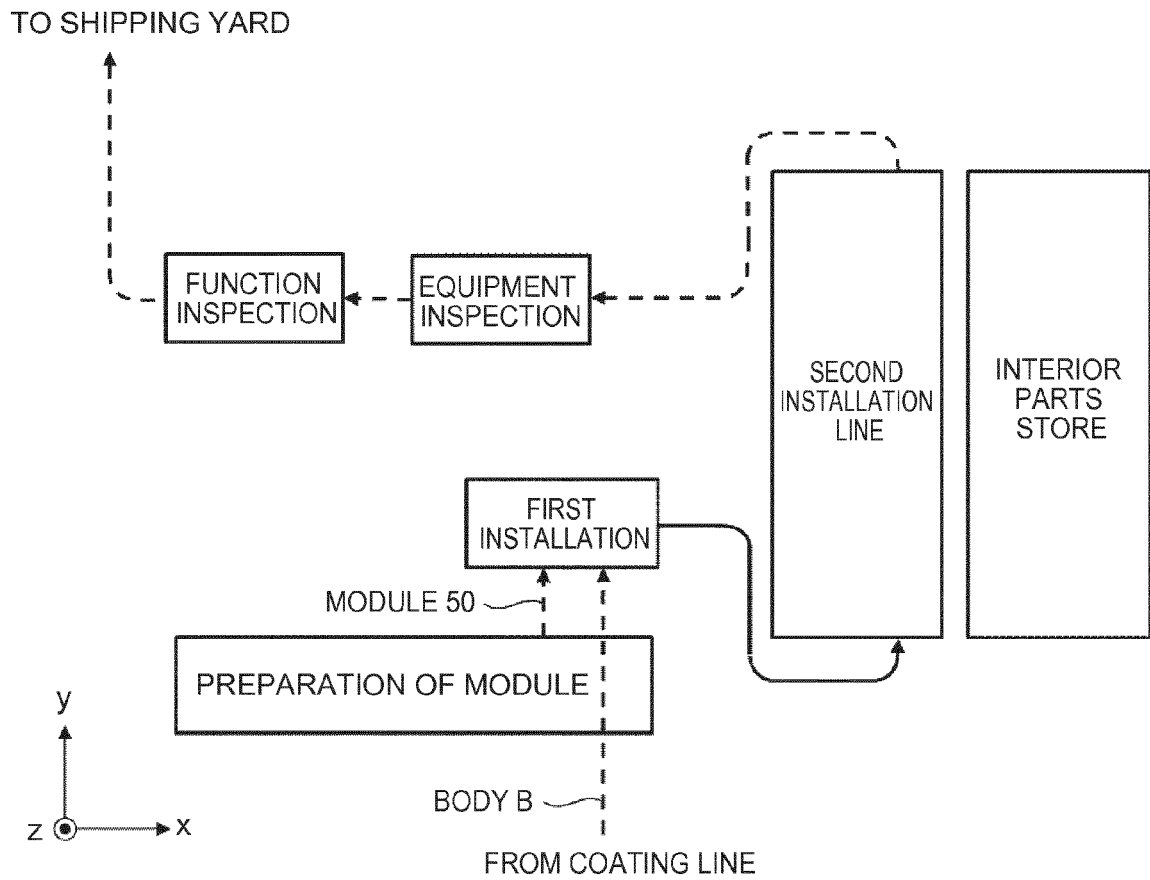 TO SHIPPING YARD
FUNCTION
INSPECTION
EQUIPMENT
INSPECTION
SECOND
INSTALLATION
LINE
INTERIOR
PARTS
STORE
FIRST
INSTALLATION
MODULE 50
PREPARATION OF MODULE
y
z
x
BODY B
FROM COATING LINE